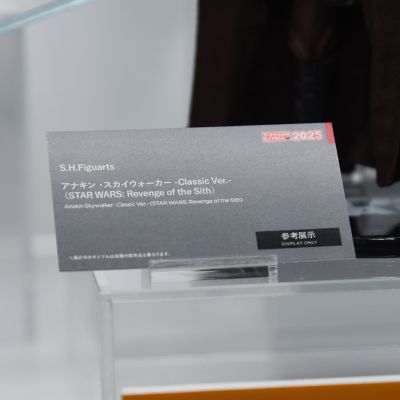 2025
S.H.Figuarts
アナキン・スカイウォーカー -Classic Ver.-
(STAR WARS: Revenge of the Sith)
Anakin Skywalker -Classic Ver.- (STAR WARS: Revenge of the Sith)
参考展示
DISPLAY ONLY